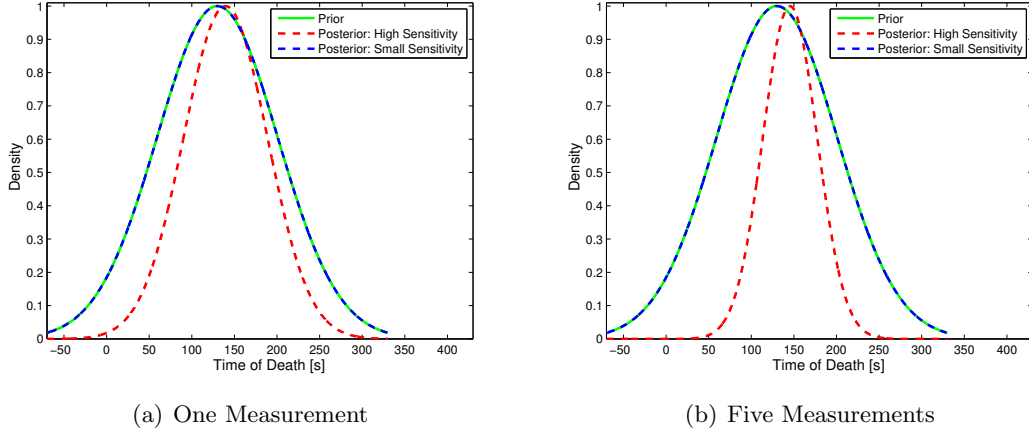 Prior
Posterior: High Sensitivity
Posterior: Small Sensitivity
1
0.9
0.8
0.7
0.6
0.5
0.4
0.3
0.2
0.1
0
Density
−50 0 50 100 150 200 250 300 350 400
Time of Death [s]
(a) One Measurement
Prior
Posterior: High Sensitivity
Posterior: Small Sensitivity
1
0.9
0.8
0.7
0.6
0.5
0.4
0.3
0.2
0.1
0
Density
−50 0 50 100 150 200 250 300 350 400
Time of Death [s]
(b) Five Measurements